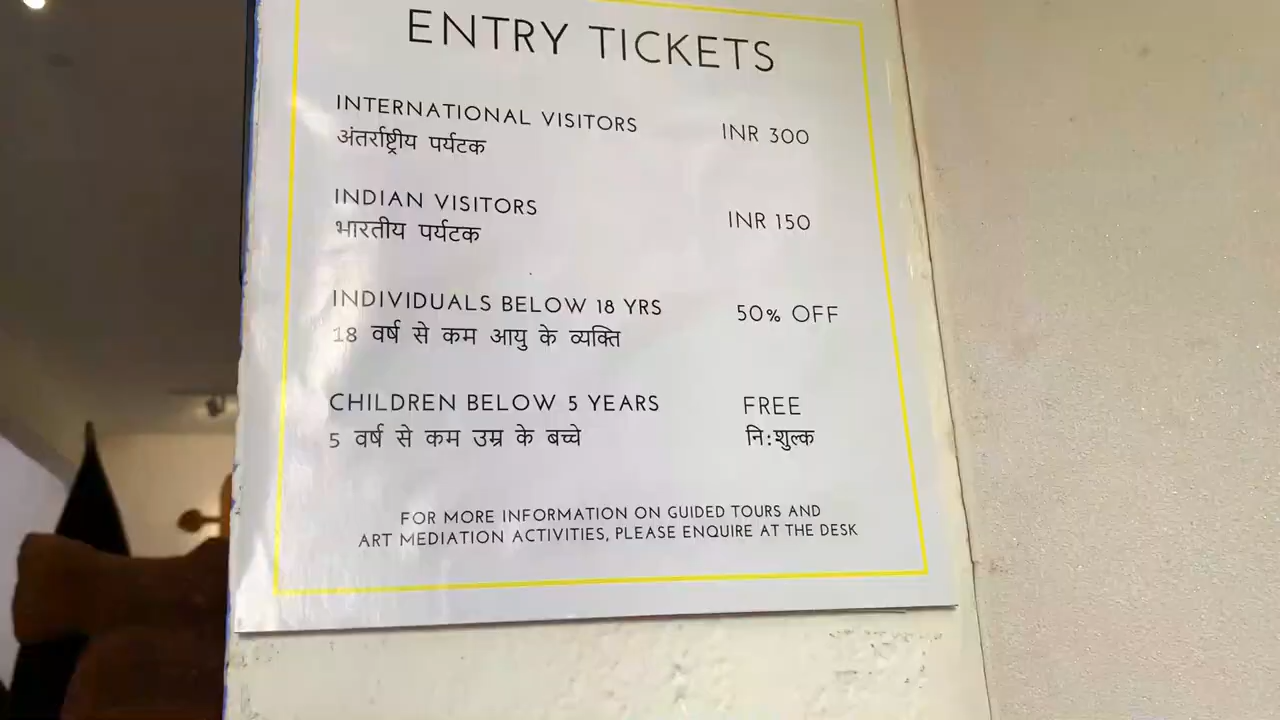 ENTRY TICKETS
INTERNATIONAL VISITORS INR 300
अंतर्राष्ट्रीय पर्यटक
INDIAN VISITORS INR 150
भारतीय पर्यटक
INDIVIDUALS BELOW 18 YRS 50% OFF
18 वर्ष से कम आयु के व्यक्ति
CHILDREN BELOW 5 YEARS FREE
5 वर्ष से कम उम्र के बच्चे नि:शुल्क
FOR MORE INFORMATION ON GUIDED TOURS AND
ART MEDIATION ACTIVITIES, PLEASE ENQUIRE AT THE DESK